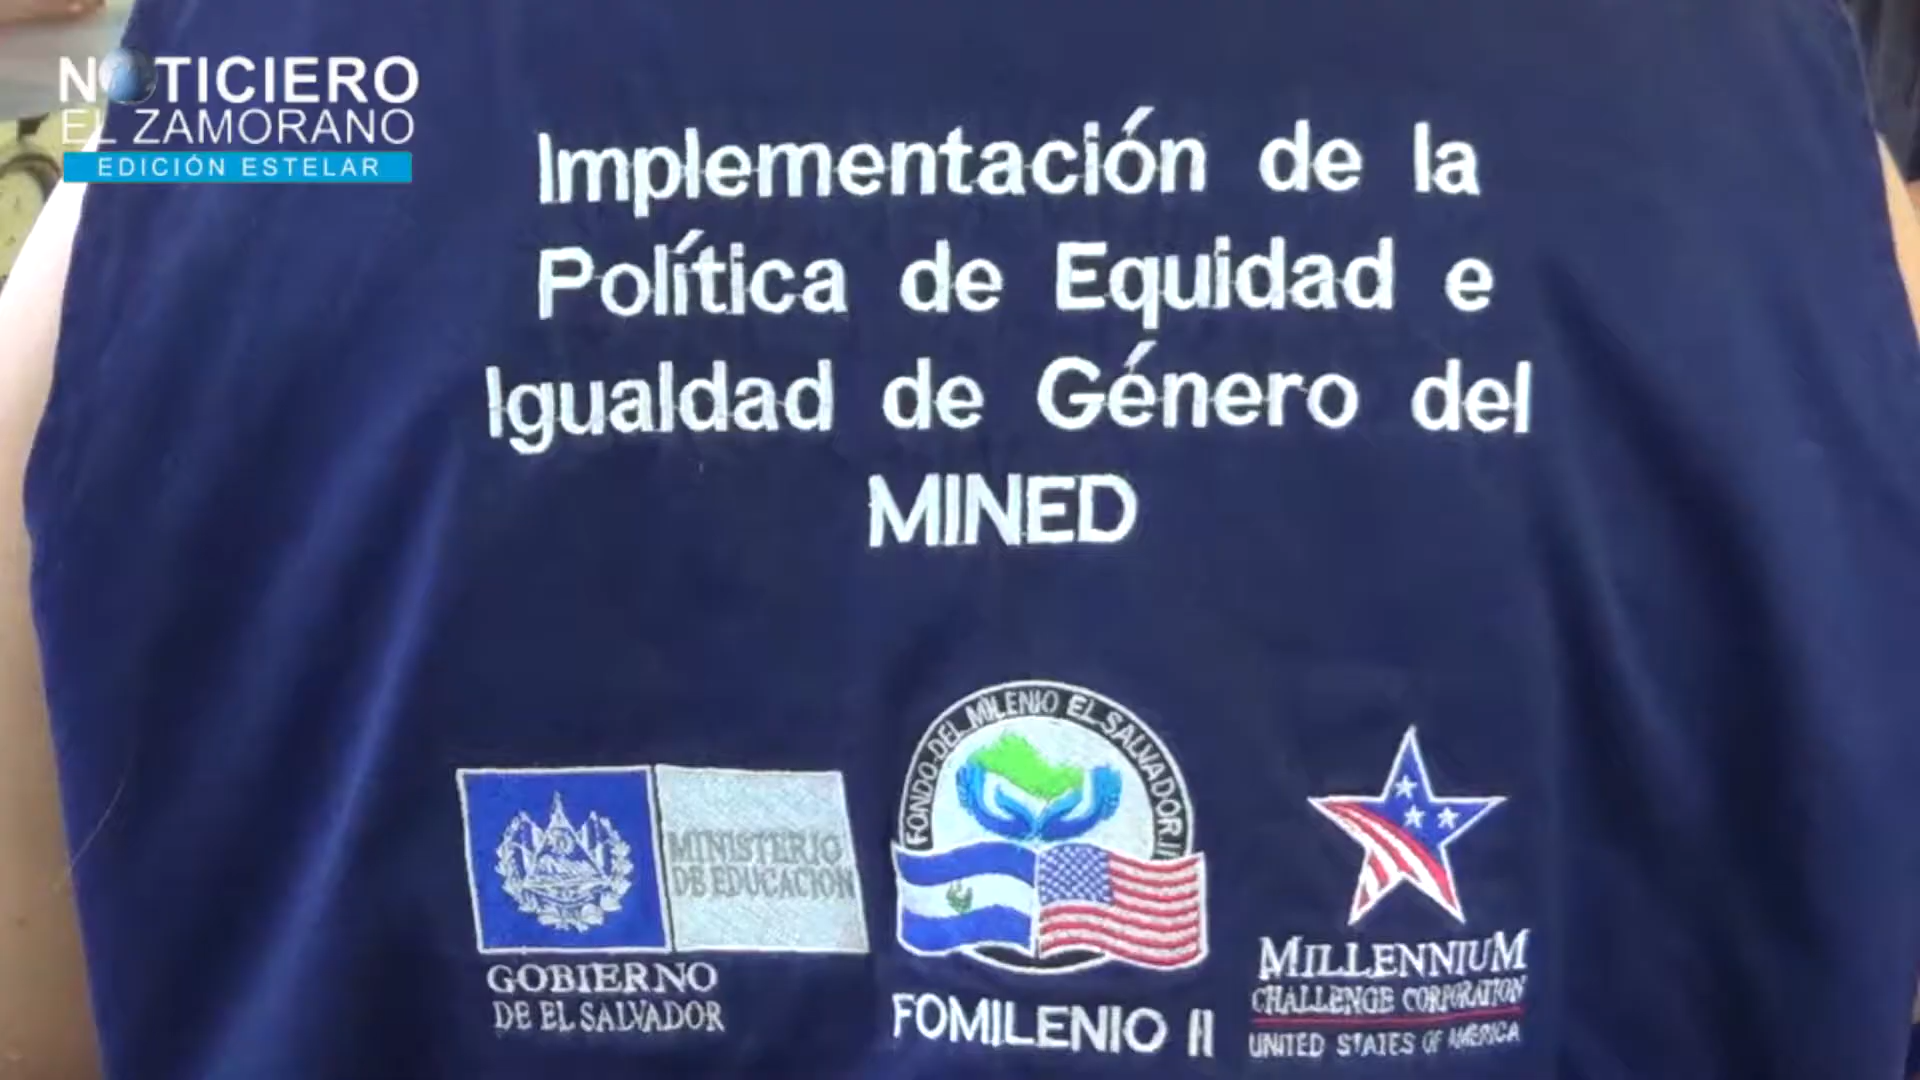 NOTICIERO
EL ZAMORANO
EDICIÓN ESTELAR
Implementación de la
Política de Equidad e
Igualdad de Género del
MINED
MINISTERIO
DE EDUCACION
GOBIERNO
DE EL SALVADOR
FONDO DEL MILENIO EL SALVADOR II
FOMILENIO II
MILLENNIUM
CHALLENGE CORPORATION
UNITED STATES OF AMERICA